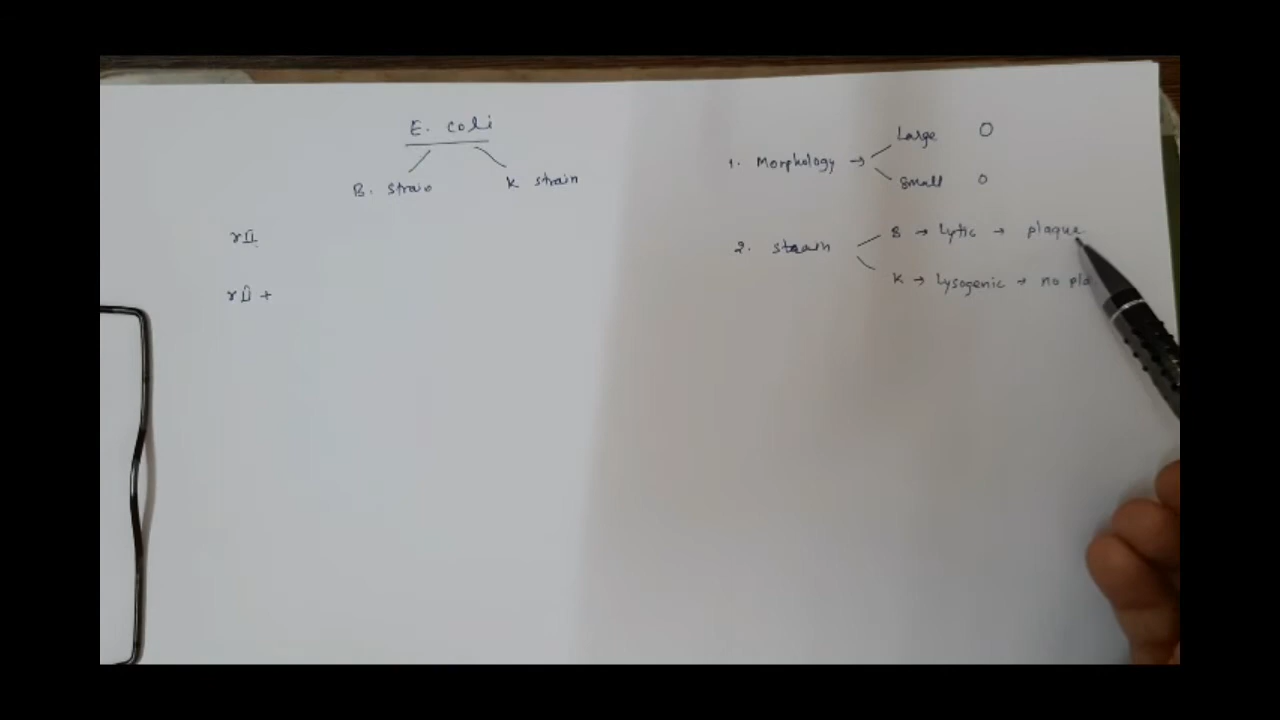 E. coli
B. strain K strain
rII
rII +
1. Morphology → Large O
Small o
2. strain B → Lytic → plaque
K → Lysogenic → no pla